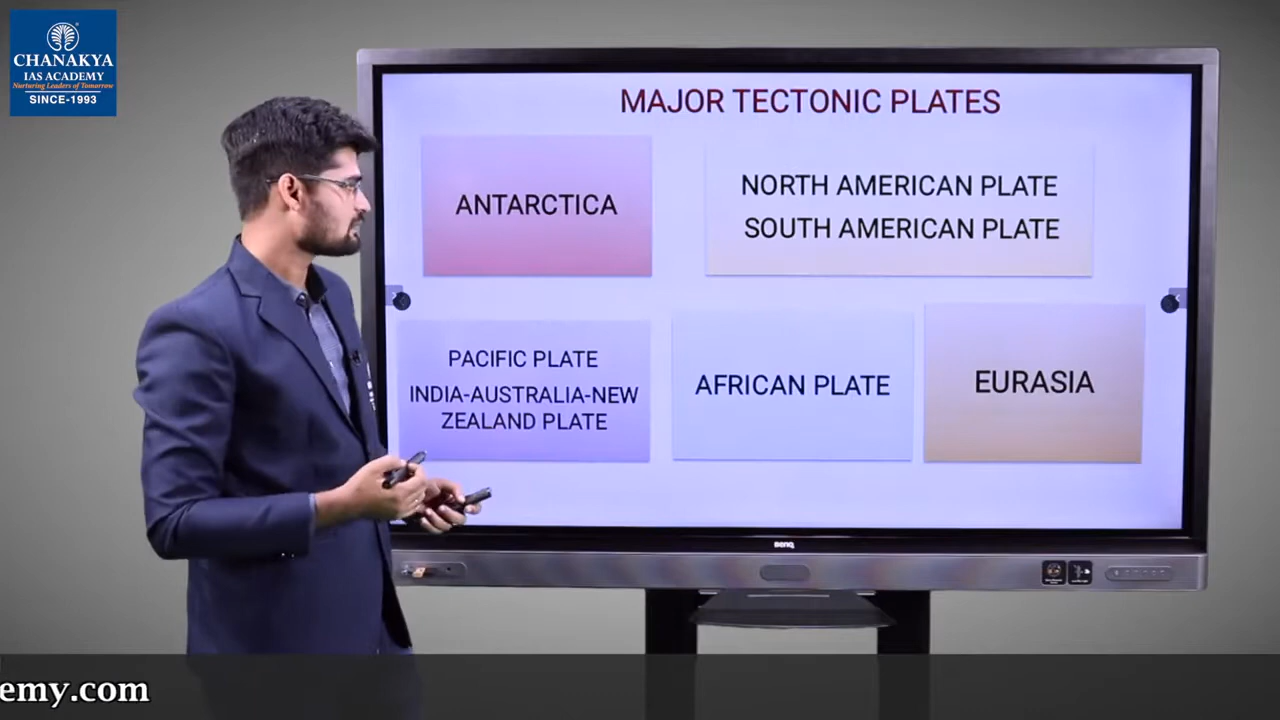 CHANAKYA
IAS ACADEMY
Nurturing Leaders of Tomorrow
SINCE-1993
MAJOR TECTONIC PLATES
ANTARCTICA
NORTH AMERICAN PLATE
SOUTH AMERICAN PLATE
PACIFIC PLATE
INDIA-AUSTRALIA-NEW
ZEALAND PLATE
AFRICAN PLATE
EURASIA
BenQ
emy.com